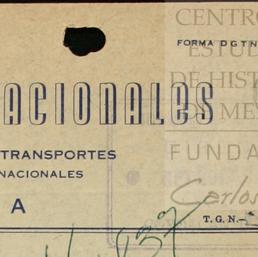 CENTRO
FORMA DGTN
ESTUD
DE HIST
ACIONALES
DE ME
TRANSPORTES
FUNDA
NACIONALES
Carlos
A
T. G. N.-